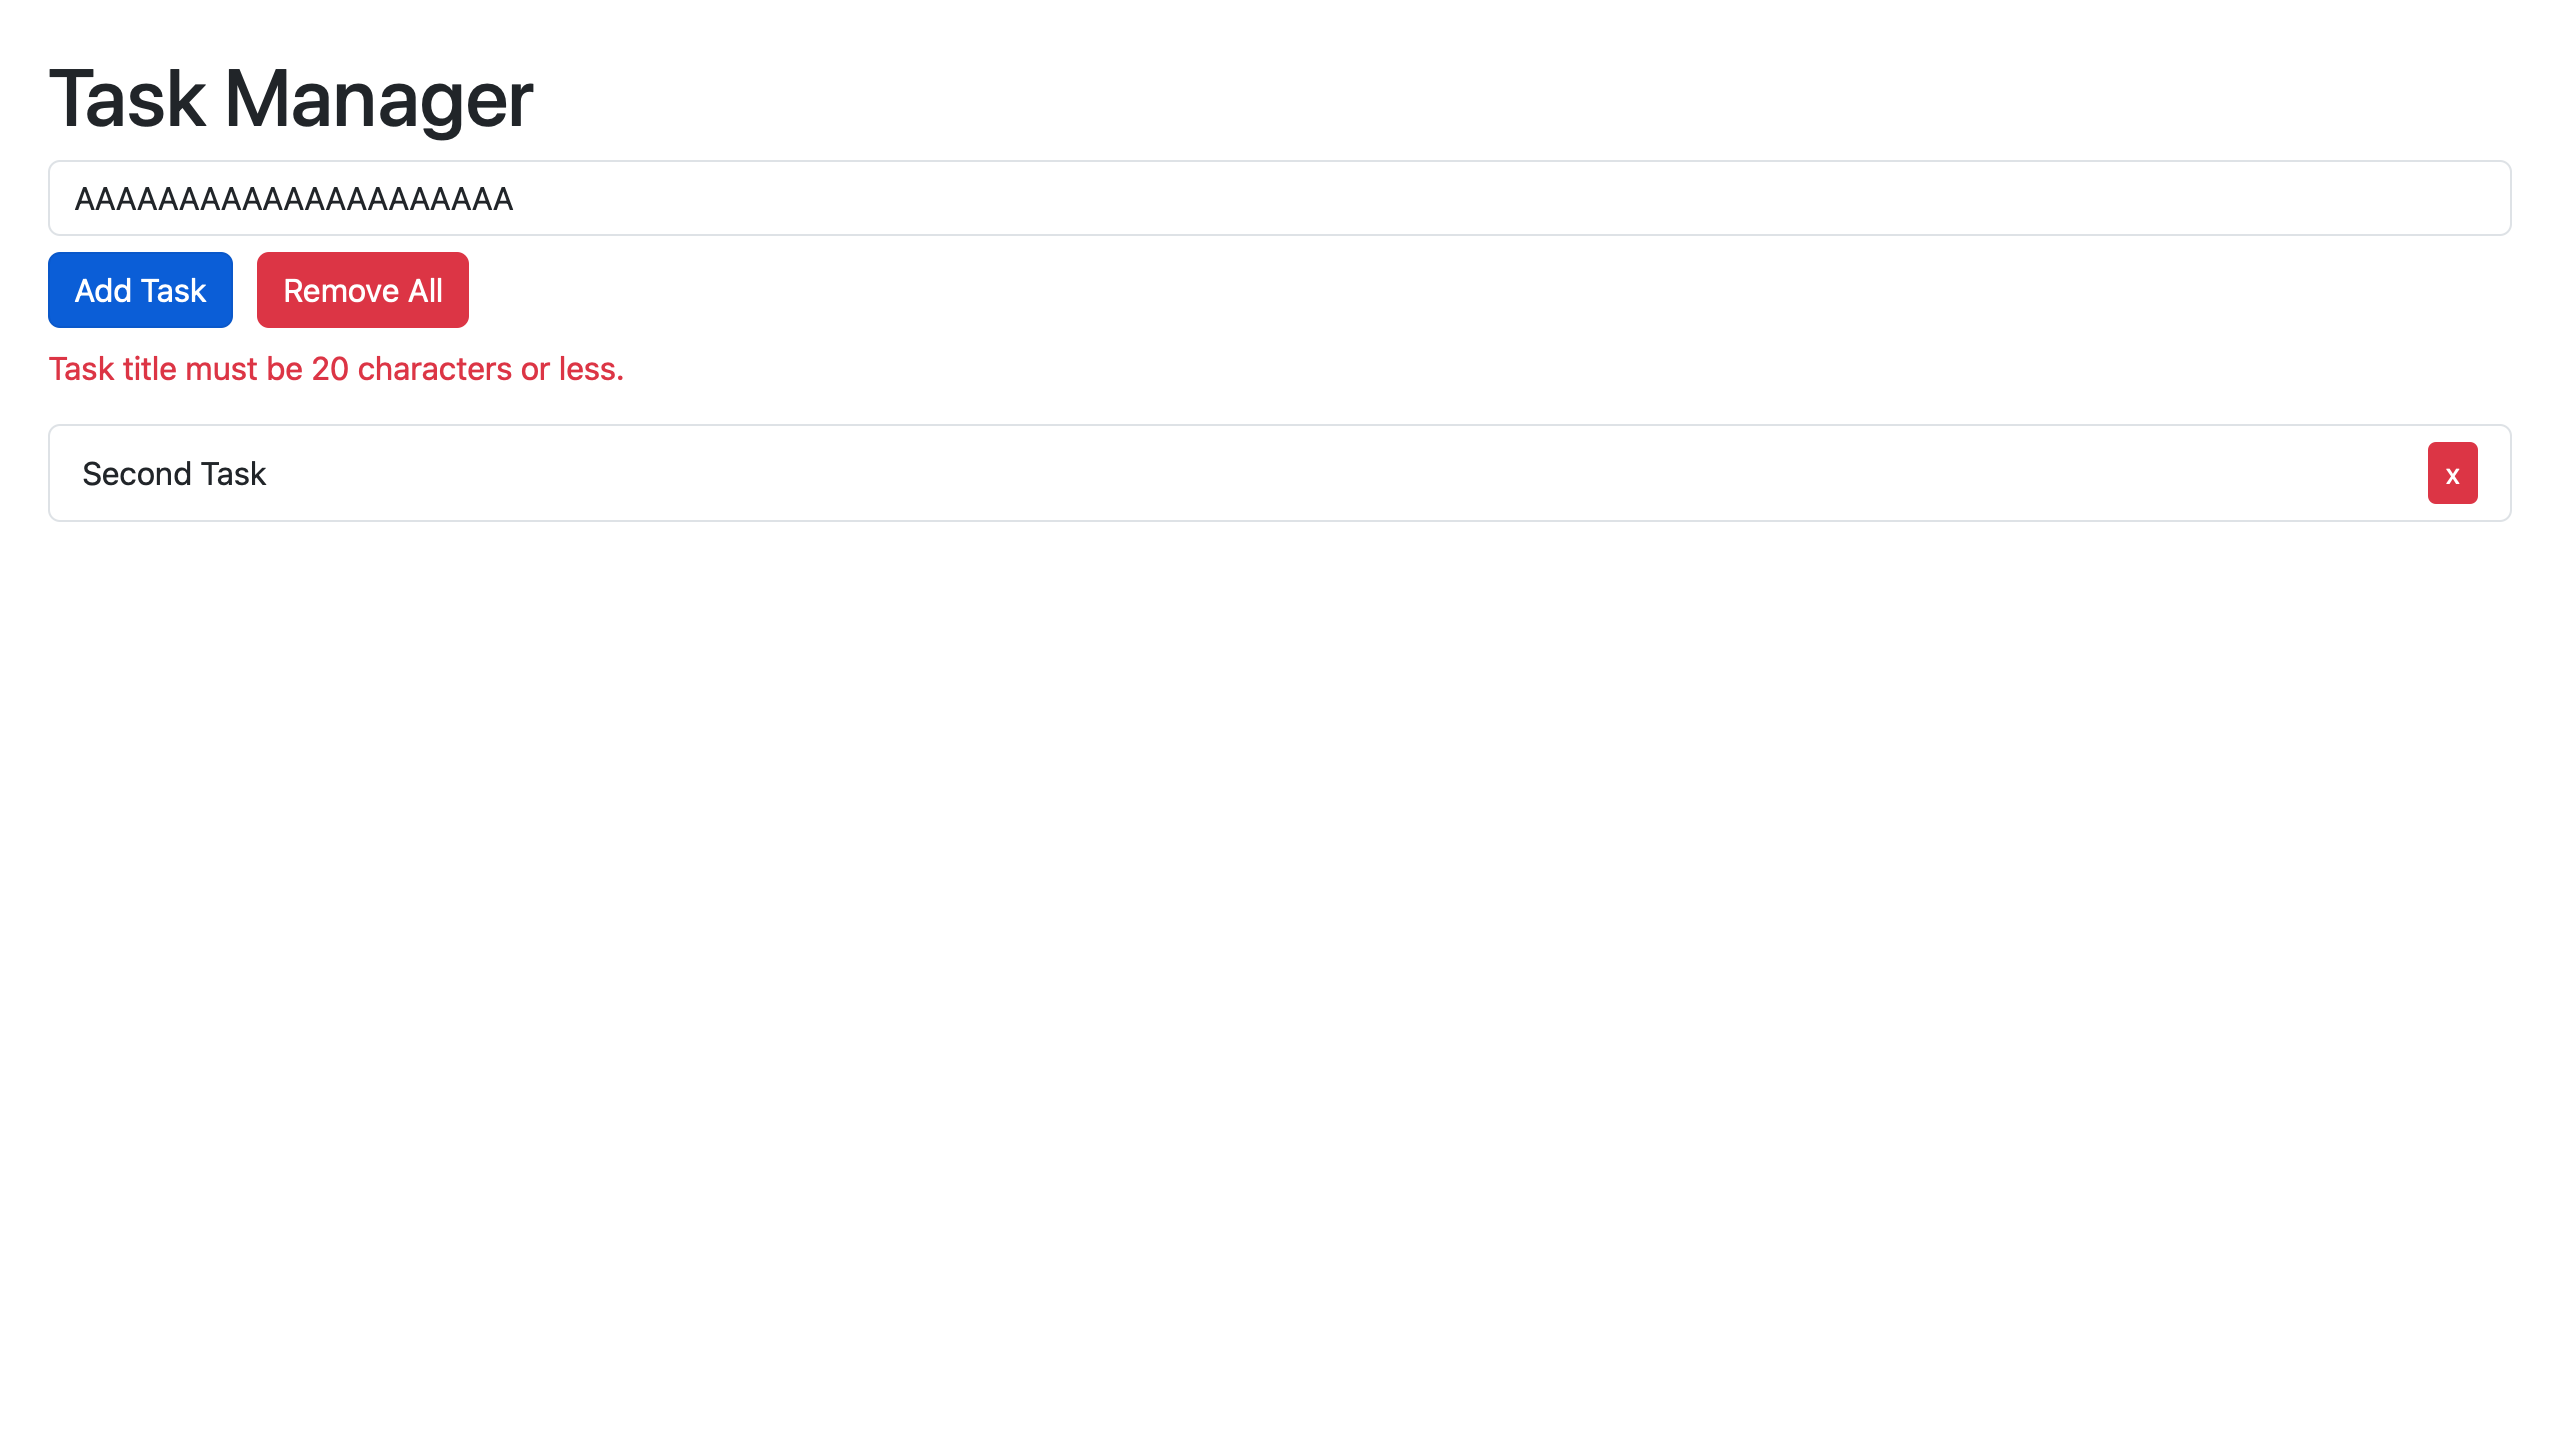 Task Manager
AAAAAAAAAAAAAAAAAAAAA
Add Task Remove All
Task title must be 20 characters or less.
Second Task x